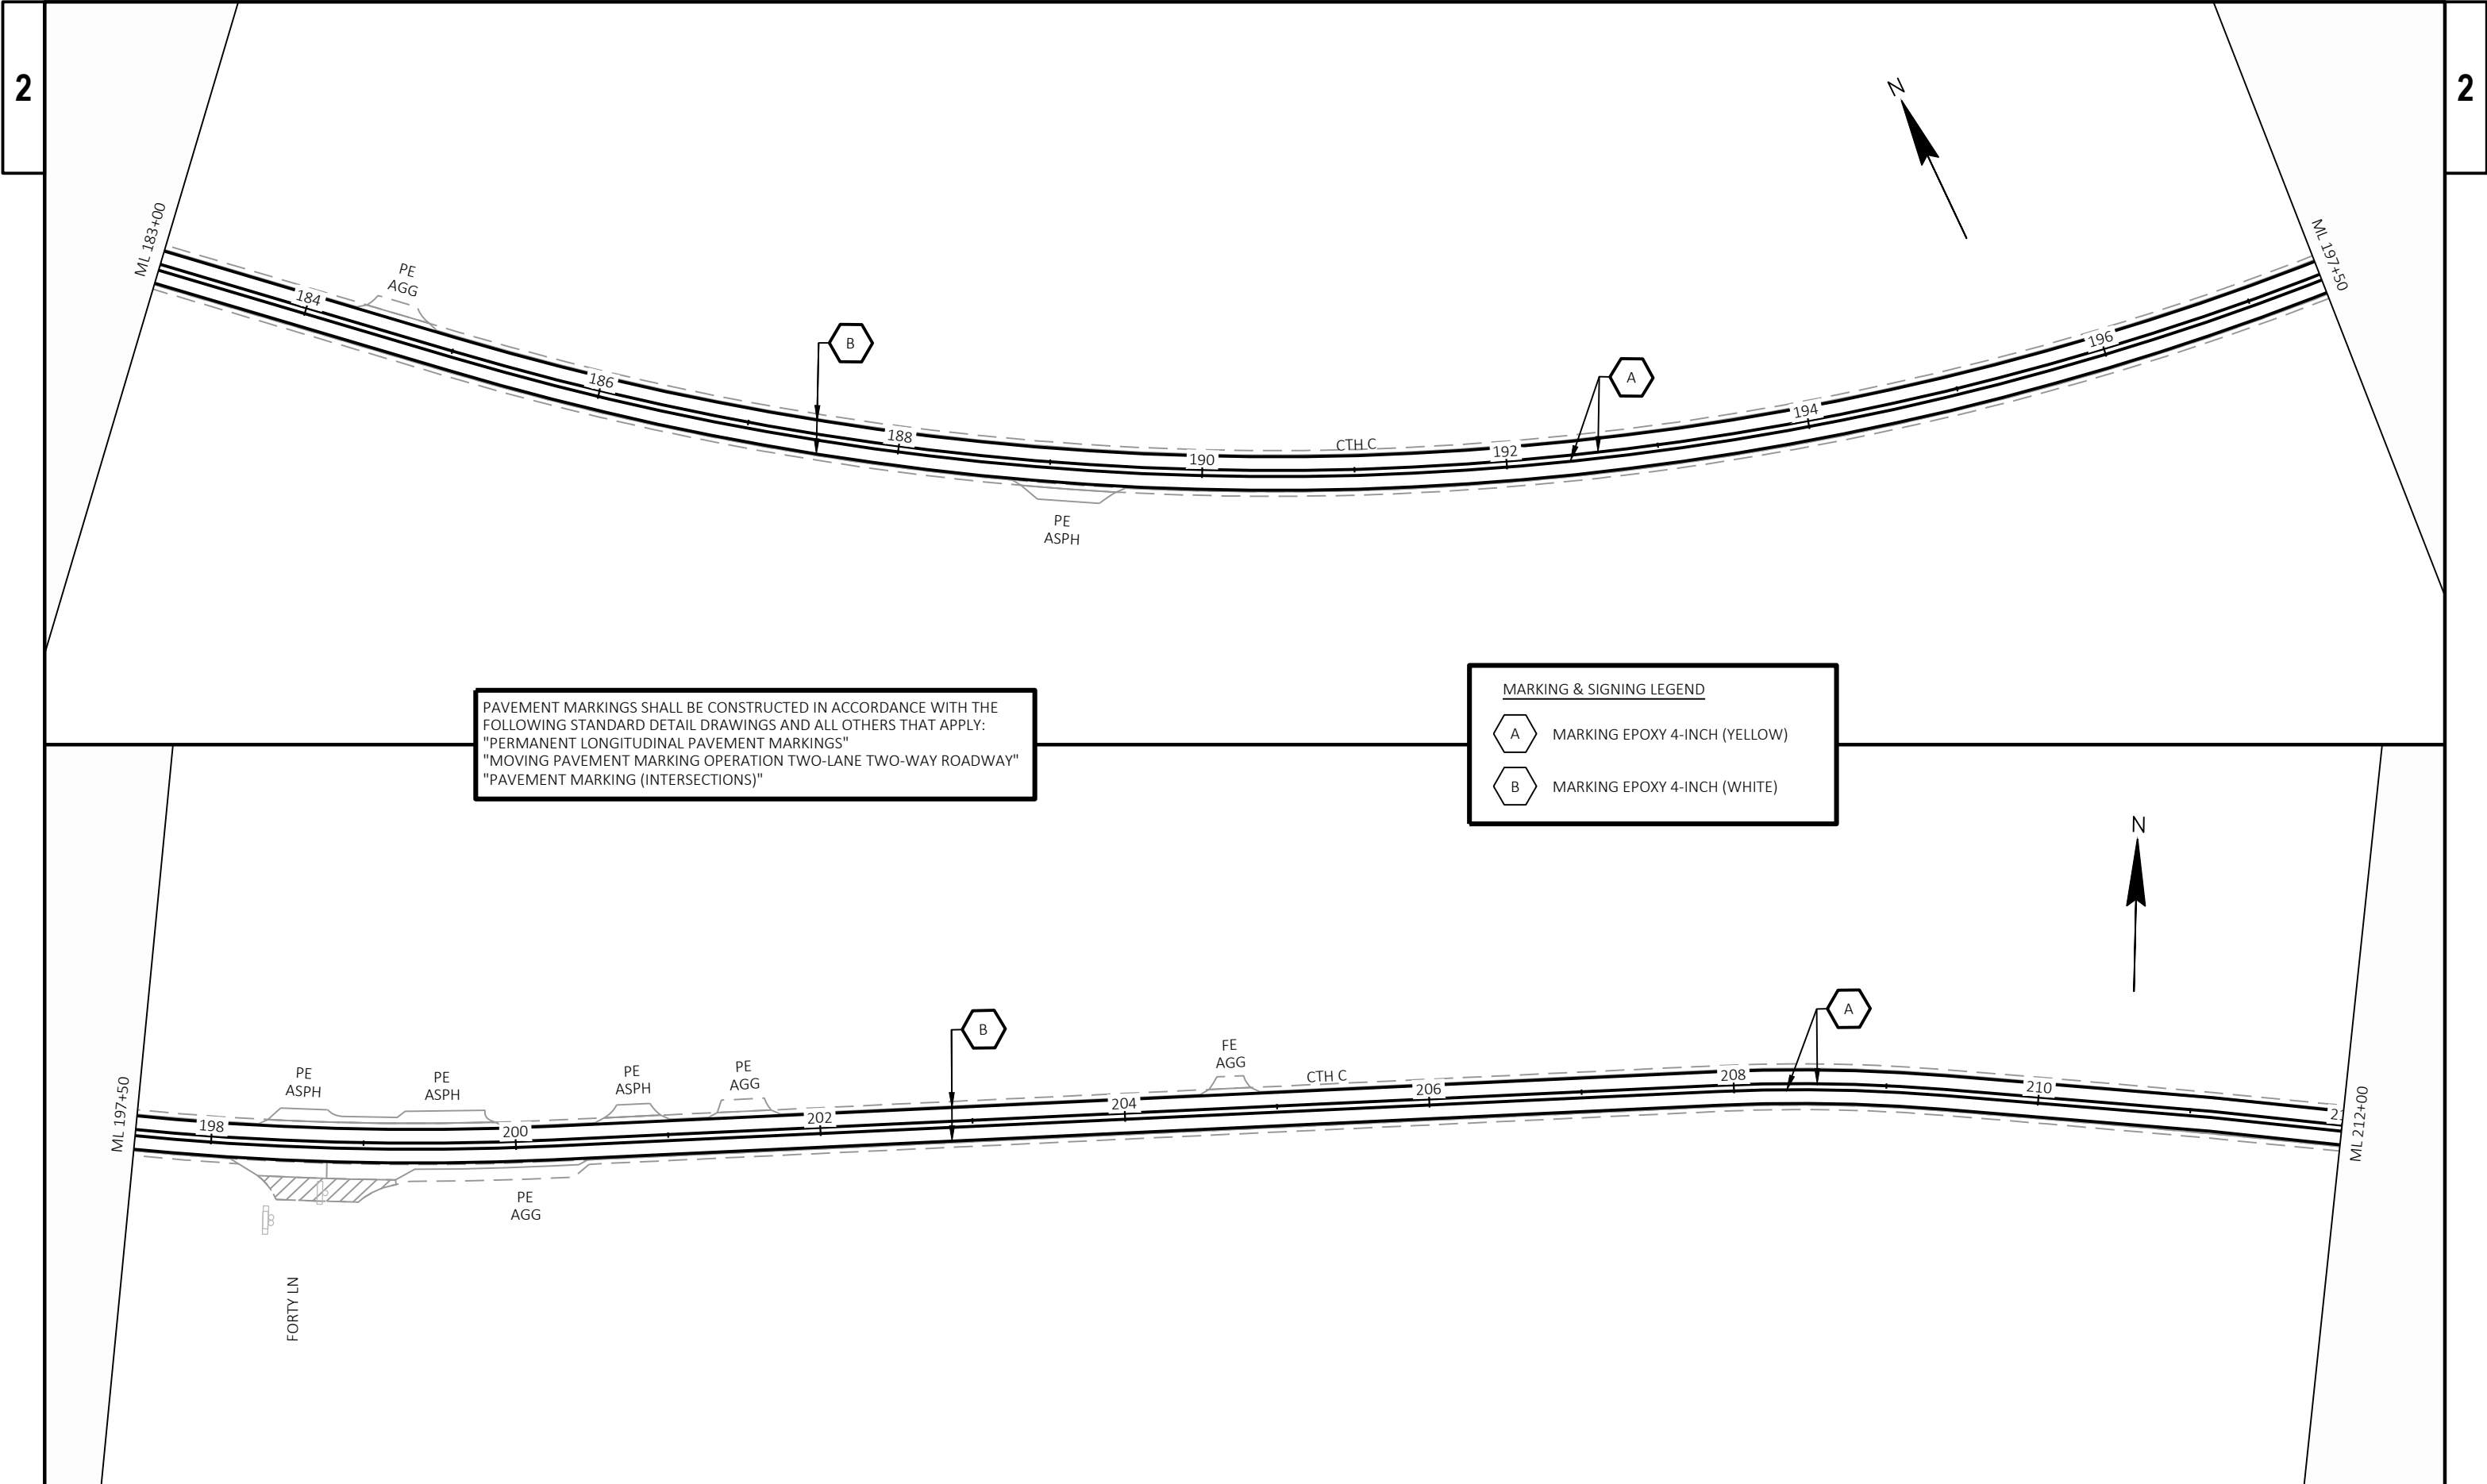 2
2
N
ML 183+00
ML 197+50
PE
AGG
184
186
B
188
190
CTH C
192
A
194
196
PE
ASPH
PAVEMENT MARKINGS SHALL BE CONSTRUCTED IN ACCORDANCE WITH THE
FOLLOWING STANDARD DETAIL DRAWINGS AND ALL OTHERS THAT APPLY:
"PERMANENT LONGITUDINAL PAVEMENT MARKINGS"
"MOVING PAVEMENT MARKING OPERATION TWO-LANE TWO-WAY ROADWAY"
"PAVEMENT MARKING (INTERSECTIONS)"
MARKING & SIGNING LEGEND
A MARKING EPOXY 4-INCH (YELLOW)
B MARKING EPOXY 4-INCH (WHITE)
N
ML 197+50
ML 212+00
PE
ASPH
PE
ASPH
PE
ASPH
PE
AGG
B
FE
AGG
CTH C
A
198
200
202
204
206
208
210
21
PE
AGG
FORTY LN